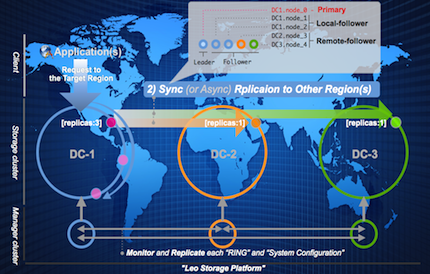 DC1.node_0 – Primary
DC1.node_1
DC1.node_2
Local-follower
DC2.node_3
DC3.node_4
Remote-follower
Leader Follower
Application(s)
Request to
the Target Region
2) Sync (or Async) Rplicaion to Other Region(s)
[replicas:3]
[replicas:1]
[replicas:1]
DC-1
DC-2
DC-3
Client
Storage cluster
Manager cluster
Monitor and Replicate each "RING" and "System Configuration"
"Leo Storage Platform"